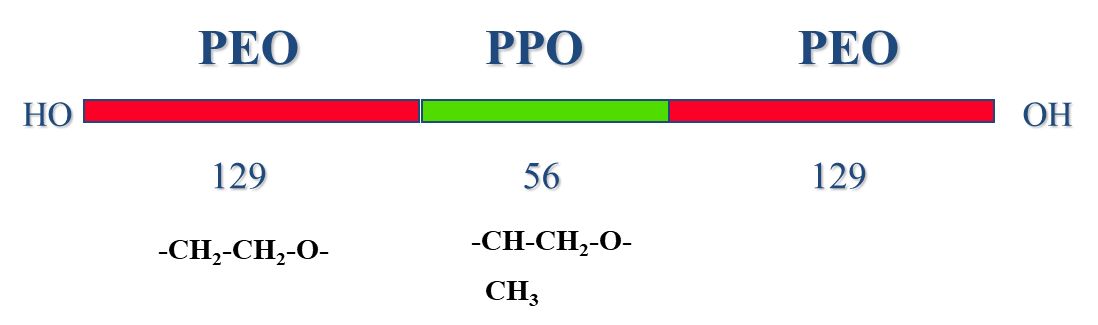 PEO PPO PEO
HO OH
129 56 129
-CH₂-CH₂-O- -CH-CH₂-O-
CH₃